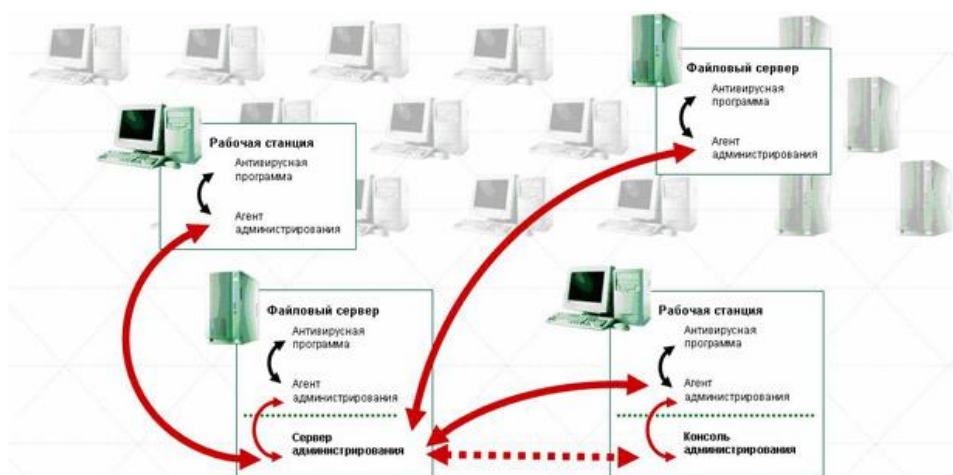 Файловый сервер
Антивирусная
программа
Агент
администрирования
Рабочая станция
Антивирусная
программа
Агент
администрирования
Файловый сервер
Антивирусная
программа
Агент
администрирования
Сервер
администрирования
Рабочая станция
Антивирусная
программа
Агент
администрирования
Консоль
администрирования